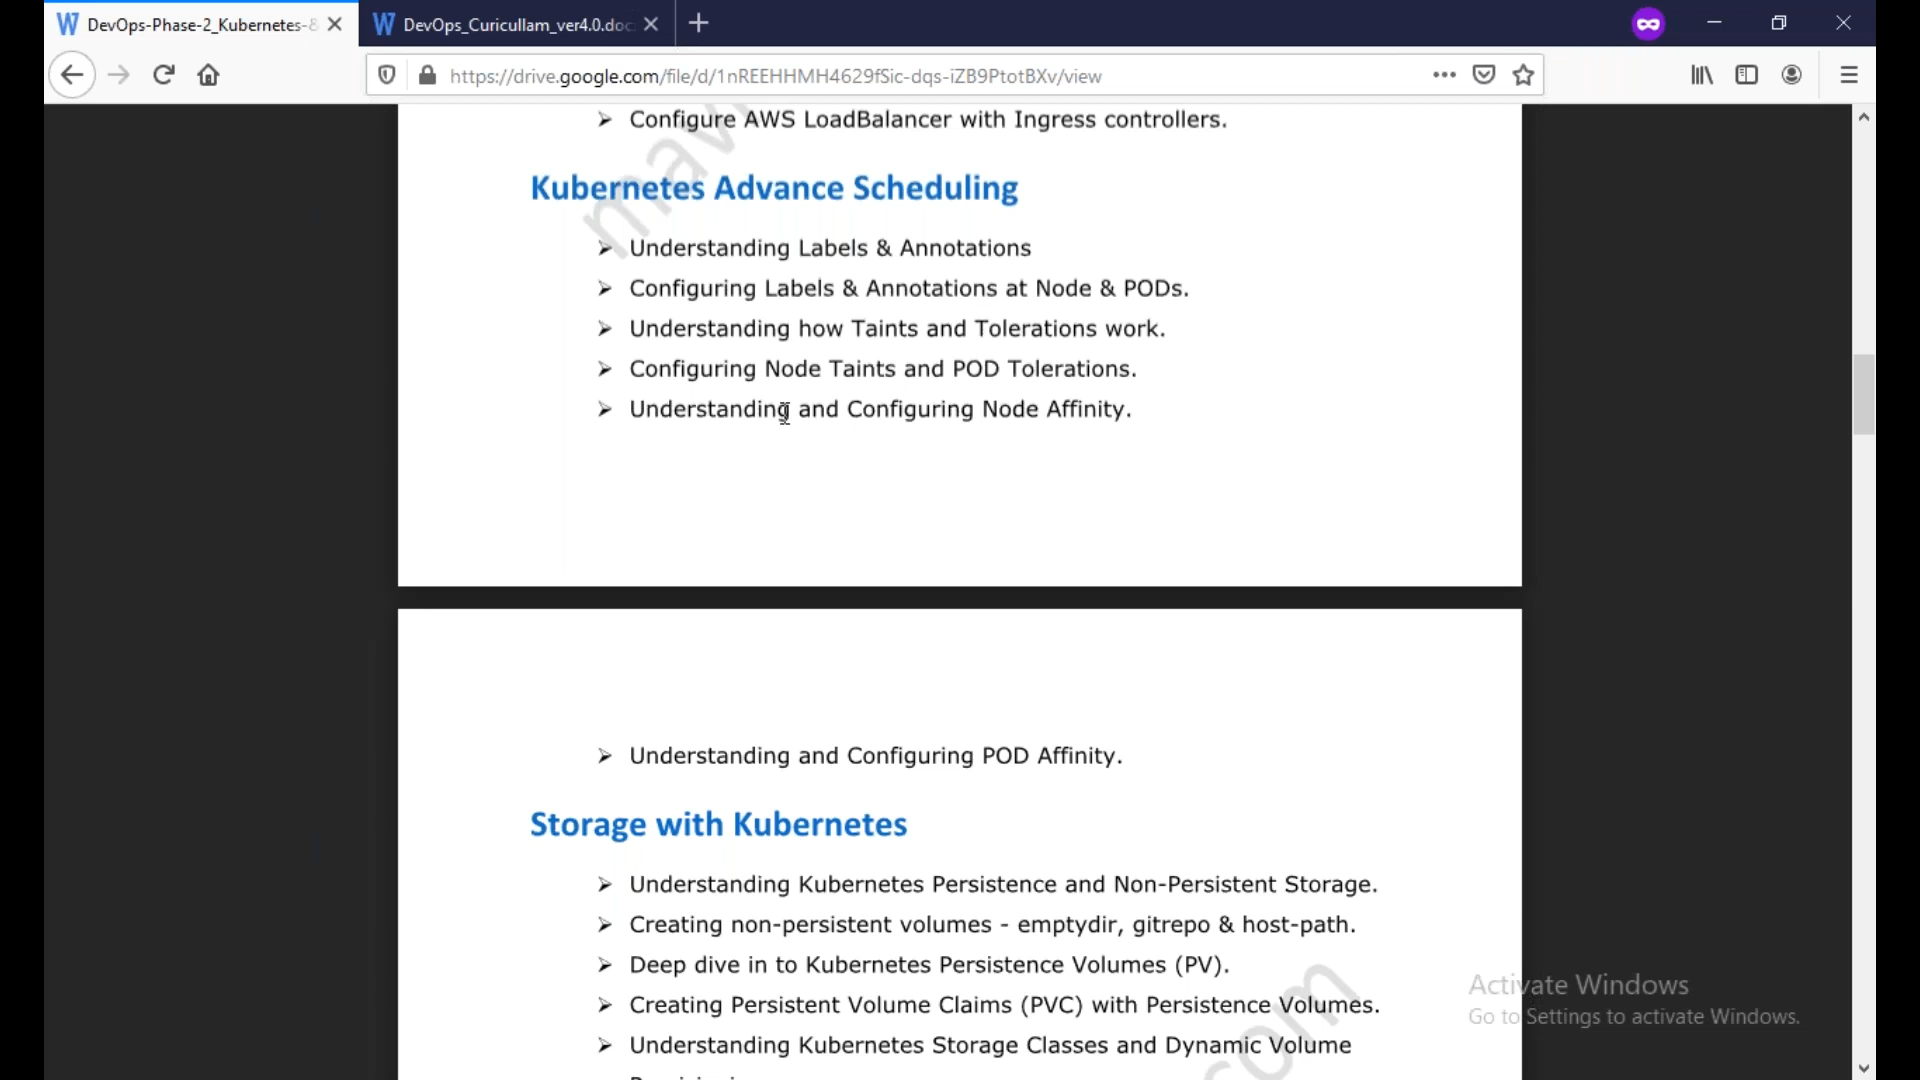 DevOps-Phase-2_Kubernetes-&
DevOps_Curicullam_ver4.0.doc
https://drive.google.com/file/d/1nREEHHMH4629fSic-dqs-iZB9PtotBXv/view
➢ Configure AWS LoadBalancer with Ingress controllers.
Kubernetes Advance Scheduling
➢ Understanding Labels & Annotations
➢ Configuring Labels & Annotations at Node & PODs.
➢ Understanding how Taints and Tolerations work.
➢ Configuring Node Taints and POD Tolerations.
➢ Understanding and Configuring Node Affinity.
➢ Understanding and Configuring POD Affinity.
Storage with Kubernetes
➢ Understanding Kubernetes Persistence and Non-Persistent Storage.
➢ Creating non-persistent volumes - emptydir, gitrepo & host-path.
➢ Deep dive in to Kubernetes Persistence Volumes (PV).
➢ Creating Persistent Volume Claims (PVC) with Persistence Volumes.
➢ Understanding Kubernetes Storage Classes and Dynamic Volume
Activate Windows
Go to Settings to activate Windows.